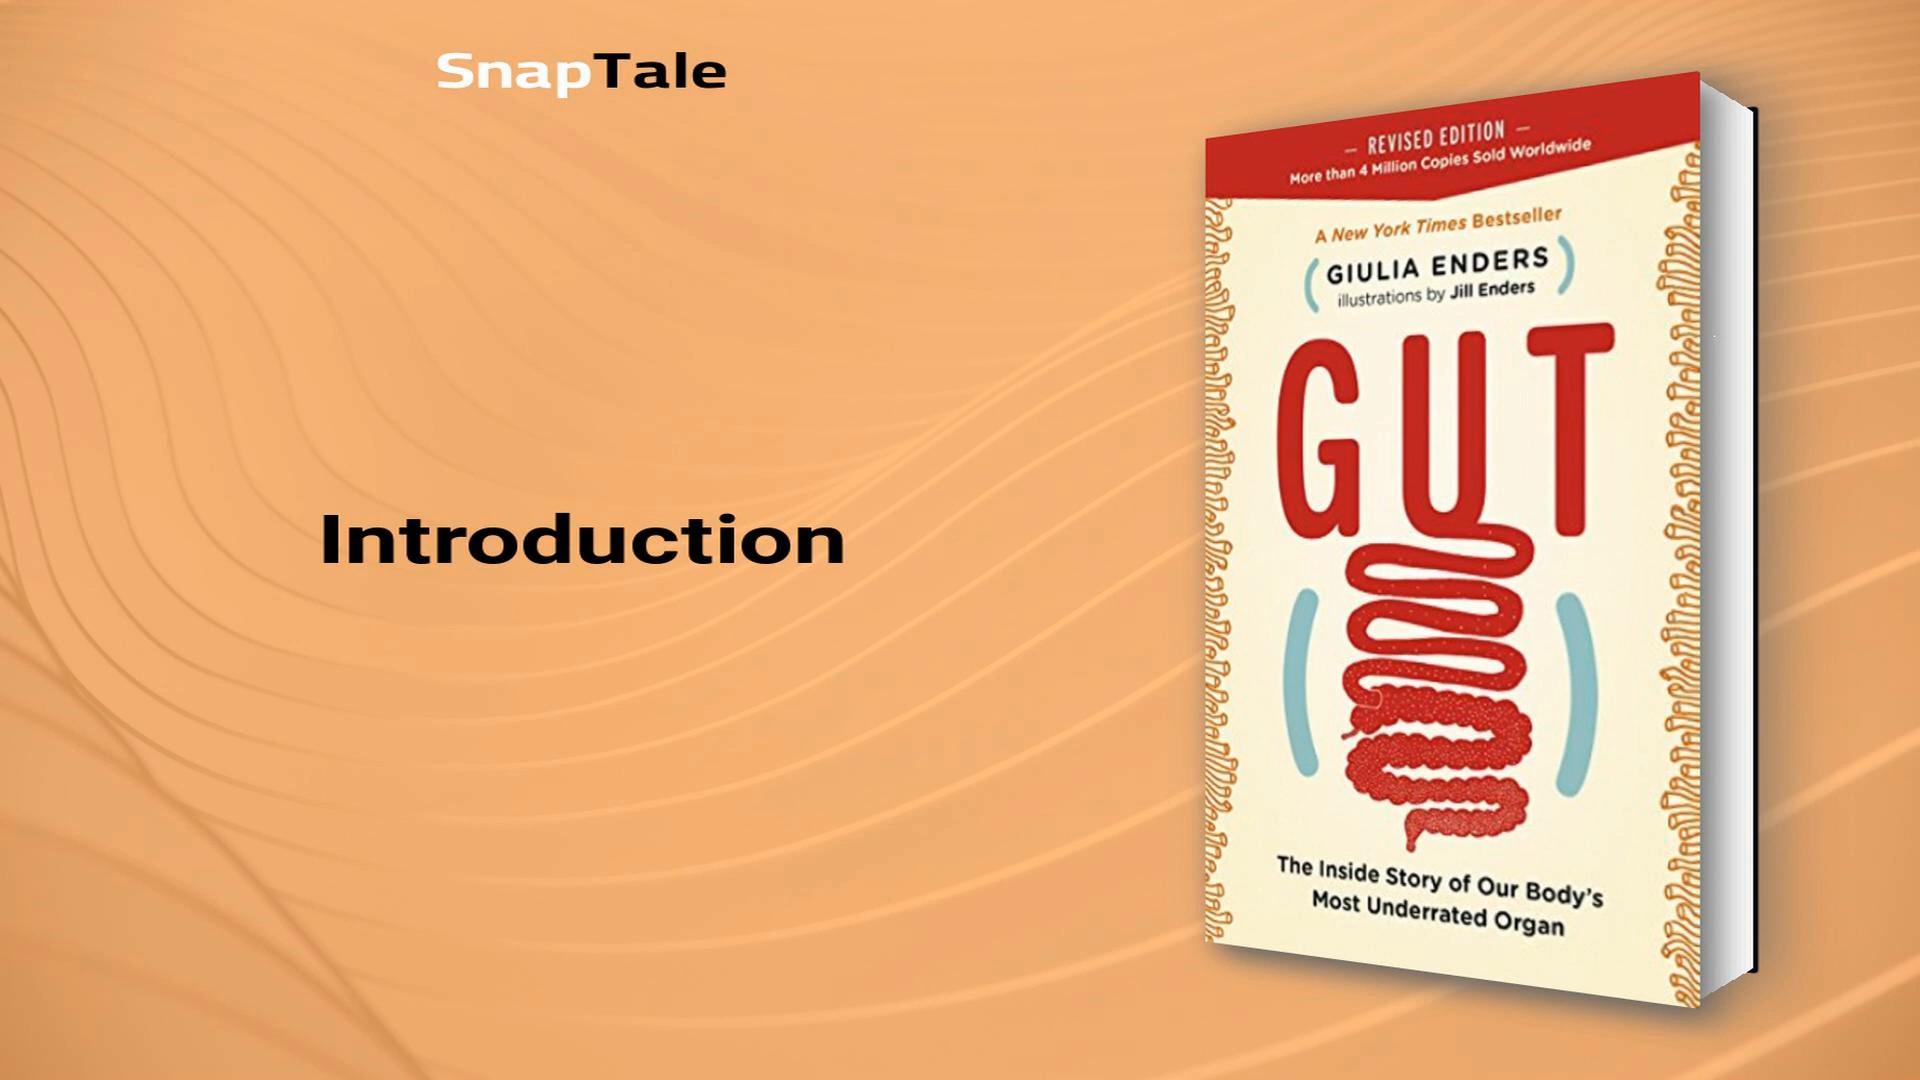 SnapTale
Introduction
— REVISED EDITION —
More than 4 Million Copies Sold Worldwide
A New York Times Bestseller
(GIULIA ENDERS)
illustrations by Jill Enders
GUT
The Inside Story of Our Body's
Most Underrated Organ